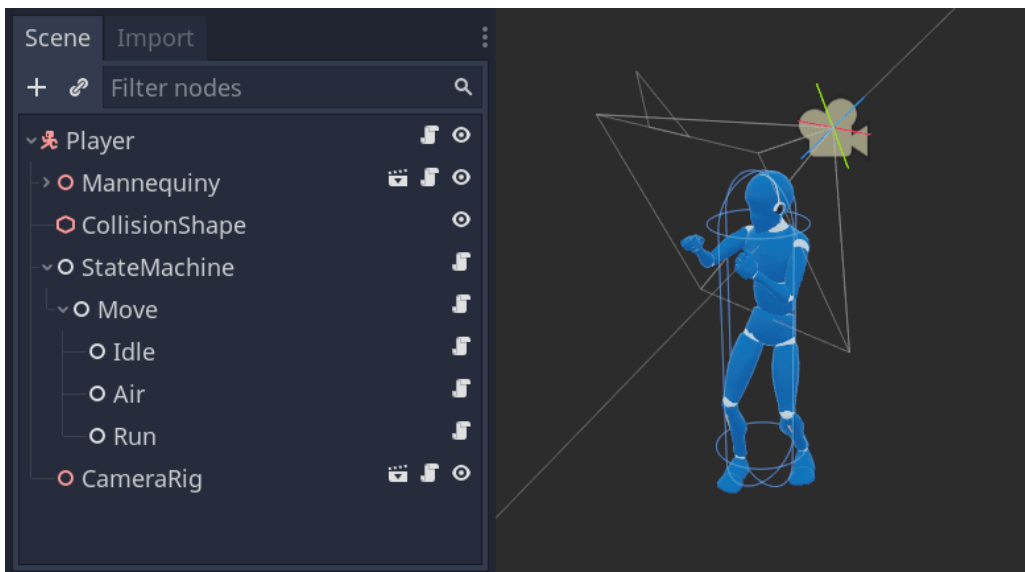 Scene Import
Filter nodes
Player
Mannequiny
CollisionShape
StateMachine
Move
Idle
Air
Run
CameraRig